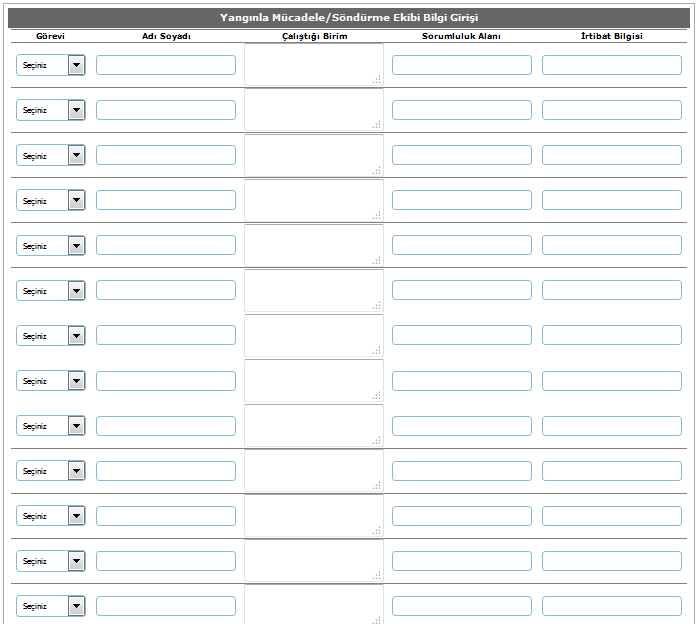 Yangınla Mücadele/Söndürme Ekibi Bilgi Girişi
Görevi Adı Soyadı Çalıştığı Birim Sorumluluk Alanı İrtibat Bilgisi
Seçiniz
Seçiniz
Seçiniz
Seçiniz
Seçiniz
Seçiniz
Seçiniz
Seçiniz
Seçiniz
Seçiniz
Seçiniz
Seçiniz
Seçiniz